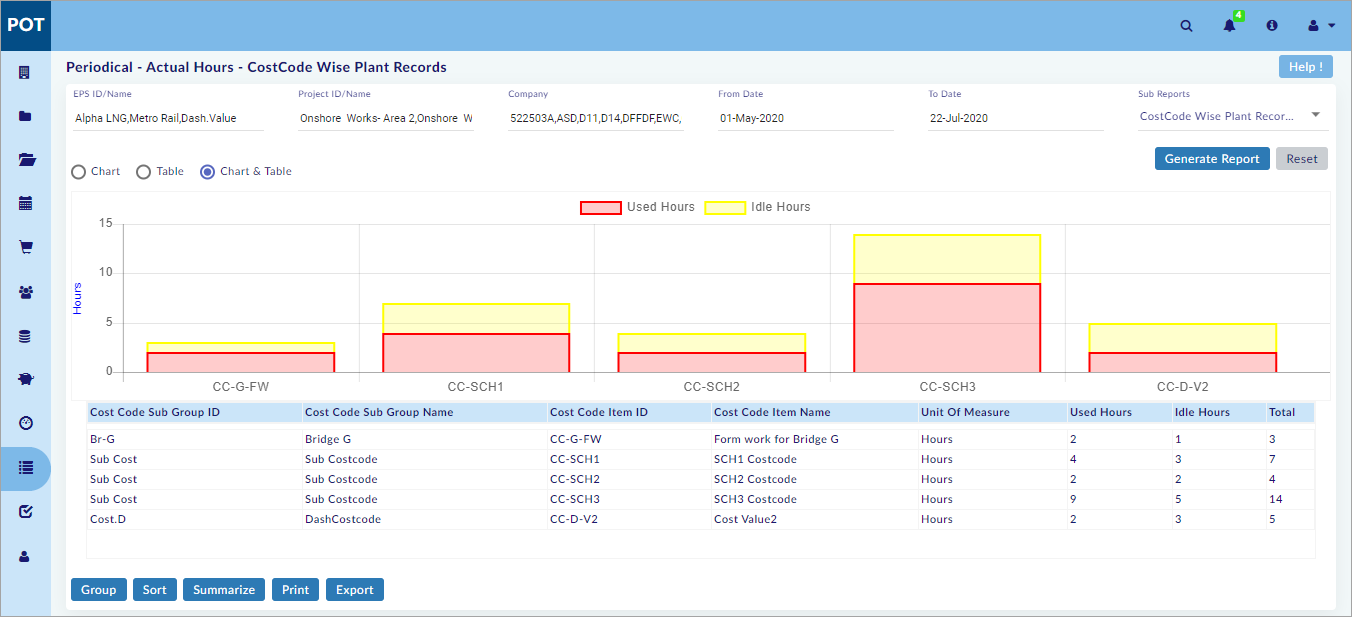 POT
4
Periodical - Actual Hours - CostCode Wise Plant Records
Help !
EPS ID/Name Project ID/Name Company From Date To Date Sub Reports
Alpha LNG,Metro Rail,Dash.Value Onshore Works- Area 2,Onshore W 522503A,ASD,D11,D14,DFFDF,EWC, 01-May-2020 22-Jul-2020 CostCode Wise Plant Recor...
Generate Report Reset
Chart Table Chart & Table
Used Hours Idle Hours
15
10
5
0
Hours
CC-G-FW CC-SCH1 CC-SCH2 CC-SCH3 CC-D-V2
Cost Code Sub Group ID Cost Code Sub Group Name Cost Code Item ID Cost Code Item Name Unit Of Measure Used Hours Idle Hours Total
Br-G Bridge G CC-G-FW Form work for Bridge G Hours 2 1 3
Sub Cost Sub Costcode CC-SCH1 SCH1 Costcode Hours 4 3 7
Sub Cost Sub Costcode CC-SCH2 SCH2 Costcode Hours 2 2 4
Sub Cost Sub Costcode CC-SCH3 SCH3 Costcode Hours 9 5 14
Cost.D DashCostcode CC-D-V2 Cost Value2 Hours 2 3 5
Group Sort Summarize Print Export